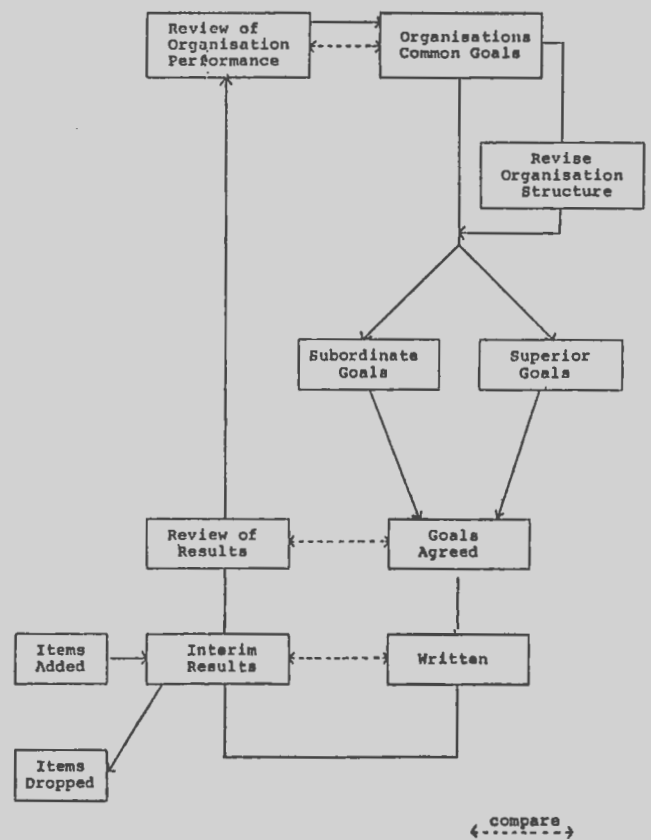 Review of
Organisation
Performance
Organisations
Common Goals
Revise
Organisation
Structure
Subordinate
Goals
Superior
Goals
Review of
Results
Goals
Agreed
Items
Added
Interim
Results
Written
Items
Dropped
compare